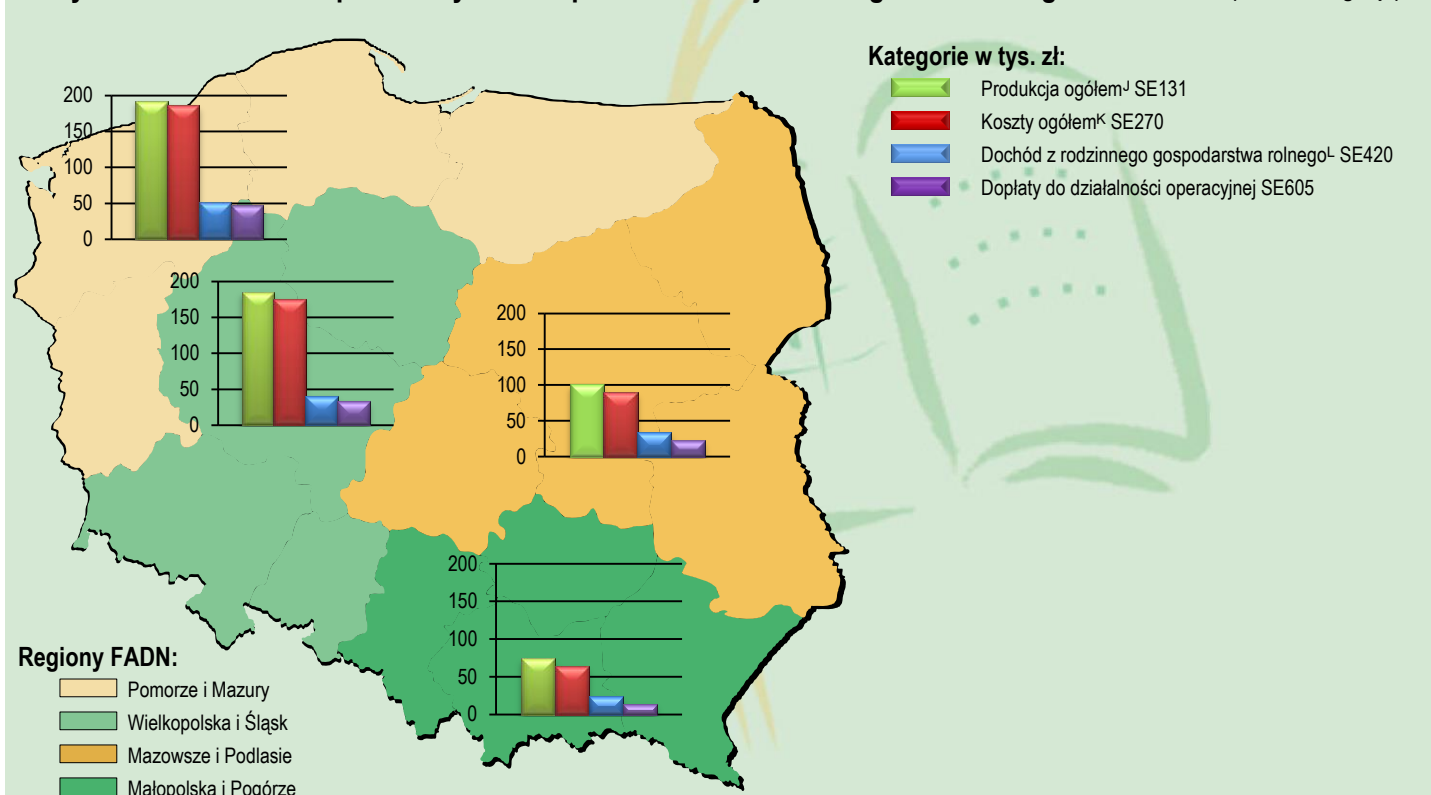 Kategorie w tys. zł:
Produkcja ogółemᴶ SE131
Koszty ogółemᴷ SE270
Dochód z rodzinnego gospodarstwa rolnegoᴸ SE420
Dopłaty do działalności operacyjnej SE605
200
150
100
50
0
200
150
100
50
0
200
150
100
50
0
200
150
100
50
0
Regiony FADN:
Pomorze i Mazury
Wielkopolska i Śląsk
Mazowsze i Podlasie
Małopolska i Pogórze